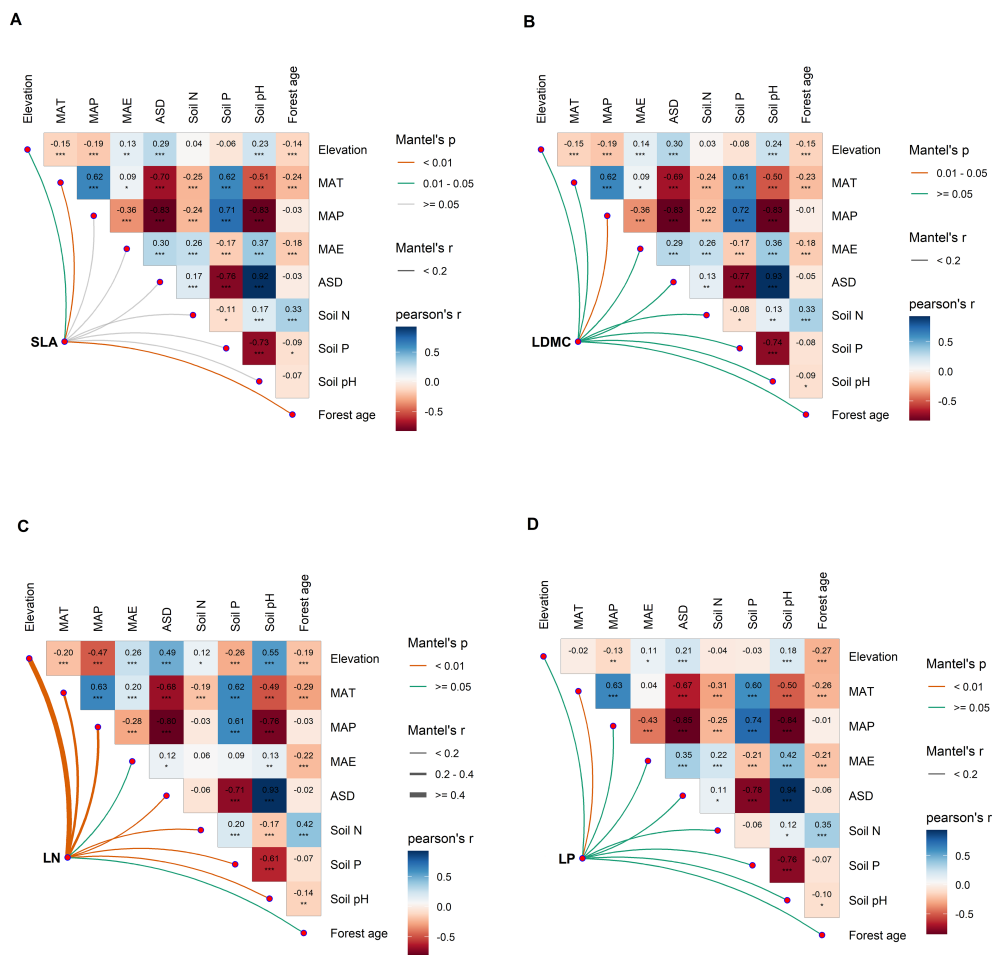 A
Elevation
MAT
MAP
MAE
ASD
Soil N
Soil P
Soil pH
Forest age
-0.15 -0.19 0.13 0.29 0.04 -0.06 0.23 -0.14 Elevation
*** *** ** *** *** ***
0.62 0.09 -0.70 -0.25 0.62 -0.51 -0.24 MAT
*** * *** *** *** *** ***
-0.36 -0.83 -0.24 0.71 -0.83 -0.03 MAP
*** *** *** *** ***
0.30 0.26 -0.17 0.37 -0.18 MAE
*** *** *** *** ***
0.17 -0.76 0.92 -0.03 ASD
*** *** ***
-0.11 0.17 0.33 Soil N
* *** ***
SLA
-0.73 -0.09 Soil P
*** *
-0.07 Soil pH
Forest age
Mantel's p
< 0.01
0.01 - 0.05
>= 0.05
Mantel's r
< 0.2
pearson's r
0.5
0.0
-0.5
B
Elevation
MAT
MAP
MAE
ASD
Soil.N
Soil P
Soil pH
Forest age
-0.15 -0.19 0.14 0.30 0.03 -0.08 0.24 -0.15 Elevation
*** *** ** *** *** ***
0.62 0.09 -0.69 -0.24 0.61 -0.50 -0.23 MAT
*** * *** *** *** *** ***
-0.36 -0.83 -0.22 0.72 -0.83 -0.01 MAP
*** *** *** *** ***
0.29 0.26 -0.17 0.36 -0.18 MAE
*** *** *** *** ***
0.13 -0.77 0.93 -0.05 ASD
** *** ***
-0.08 0.13 0.33 Soil N
* ** ***
LDMC
-0.74 -0.08 Soil P
***
-0.09 Soil pH
*
Forest age
Mantel's p
0.01 - 0.05
>= 0.05
Mantel's r
< 0.2
pearson's r
0.5
0.0
-0.5
C
Elevation
MAT
MAP
MAE
ASD
Soil N
Soil P
Soil pH
Forest age
-0.20 -0.47 0.26 0.49 0.12 -0.26 0.55 -0.19 Elevation
*** *** *** *** * *** *** ***
0.63 0.20 -0.68 -0.19 0.62 -0.49 -0.29 MAT
*** *** *** *** *** *** ***
-0.28 -0.80 -0.03 0.61 -0.76 -0.03 MAP
*** *** *** ***
0.12 0.06 0.09 0.13 -0.22 MAE
* ** ***
-0.06 -0.71 0.93 -0.02 ASD
*** ***
0.20 -0.17 0.42 Soil N
*** *** ***
LN
-0.61 -0.07 Soil P
***
-0.14 Soil pH
**
Forest age
Mantel's p
< 0.01
>= 0.05
Mantel's r
< 0.2
0.2 - 0.4
>= 0.4
pearson's r
0.5
0.0
-0.5
D
Elevation
MAT
MAP
MAE
ASD
Soil N
Soil P
Soil pH
Forest age
-0.02 -0.13 0.11 0.21 -0.04 -0.03 0.18 -0.27 Elevation
** * *** *** ***
0.63 0.04 -0.67 -0.31 0.60 -0.50 -0.26 MAT
*** *** *** *** *** ***
-0.43 -0.85 -0.25 0.74 -0.84 -0.01 MAP
*** *** *** *** ***
0.35 0.22 -0.21 0.42 -0.21 MAE
*** *** *** *** ***
0.11 -0.78 0.94 -0.06 ASD
* *** ***
-0.06 0.12 0.35 Soil N
* ***
LP
-0.76 -0.07 Soil P
***
-0.10 Soil pH
*
Forest age
Mantel's p
< 0.01
>= 0.05
Mantel's r
< 0.2
pearson's r
0.5
0.0
-0.5